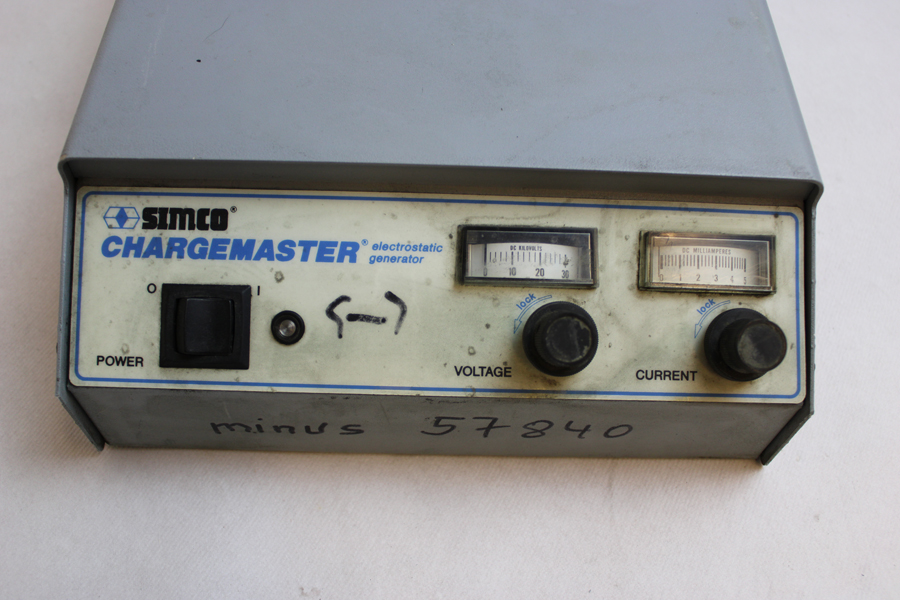 SIMCO®
CHARGEMASTER® electrostatic
generator
DC KILOVOLTS
0 10 20 30
DC MILLIAMPERES
0 1 2 3 4 5
lock
lock
O I
(-)
POWER
VOLTAGE
CURRENT
minus 57840